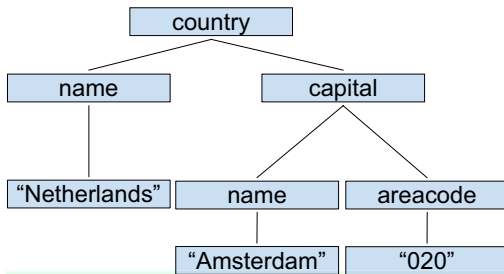 country
name
capital
“Netherlands”
name
areacode
“Amsterdam”
“020”